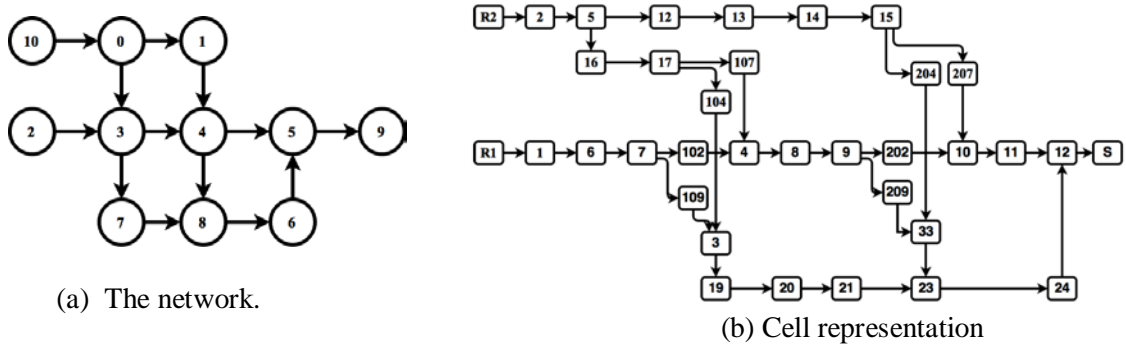 10 0 1
2 3 4 5 9
7 8 6
(a) The network.
R2 2 5 12 13 14 15
16 17 107 204 207
104
R1 1 6 7 102 4 8 9 202 10 11 12 S
109 209
3 33
19 20 21 23 24
(b) Cell representation